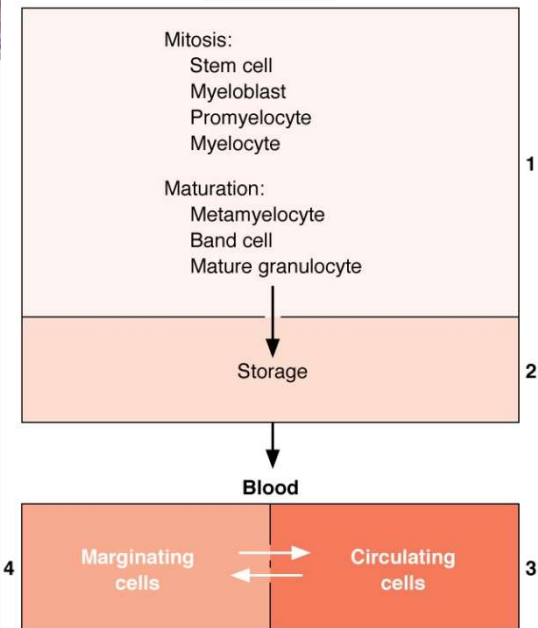 Mitosis:
Stem cell
Myeloblast
Promyelocyte
Myelocyte
Maturation:
Metamyelocyte
Band cell
Mature granulocyte
1
Storage
2
Blood
4
Marginating
cells
Circulating
cells
3